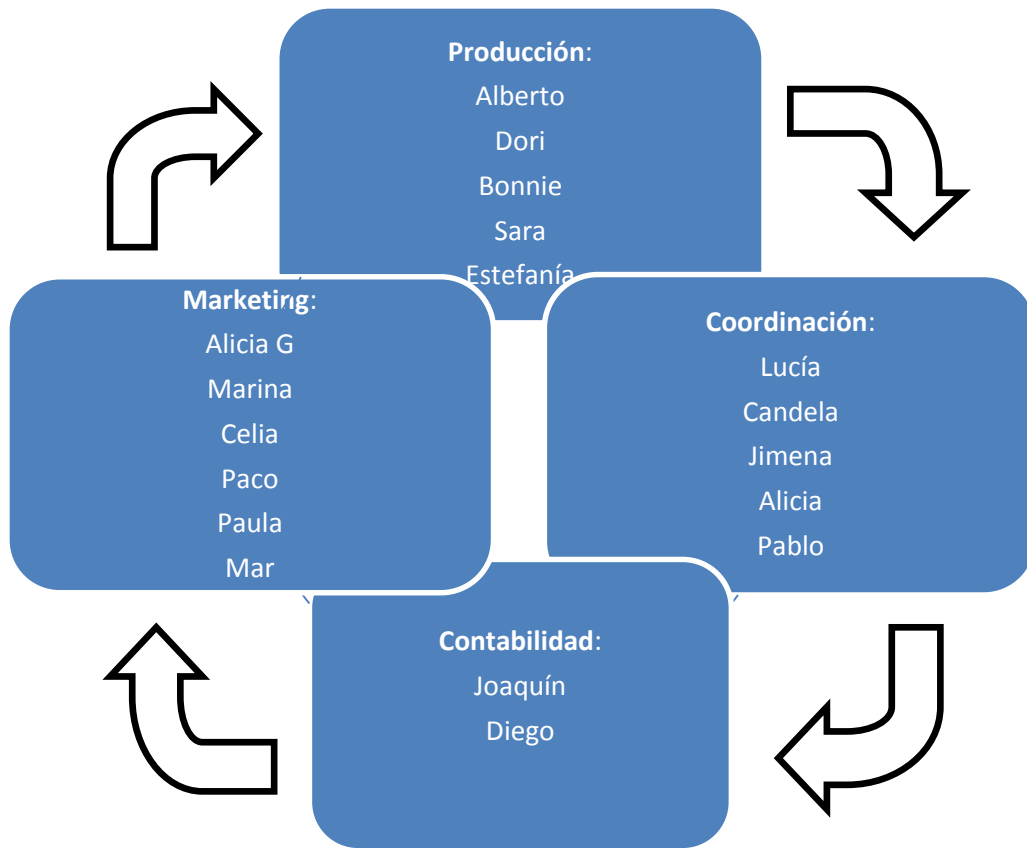 Producción:
Alberto
Dori
Bonnie
Sara
Estefanía
Marketing:
Alicia G
Marina
Celia
Paco
Paula
Mar
Coordinación:
Lucía
Candela
Jimena
Alicia
Pablo
Contabilidad:
Joaquín
Diego